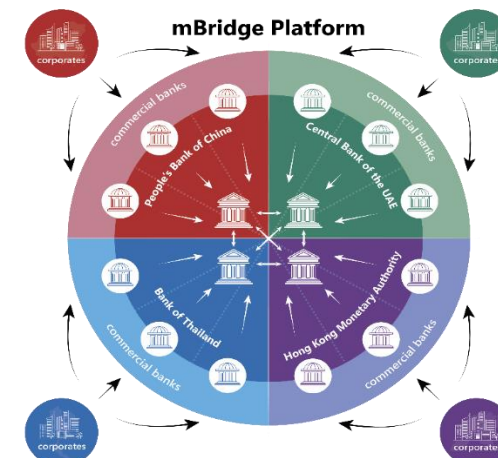 mBridge Platform
corporates
corporates
commercial banks
commercial banks
People's Bank of China
Central Bank of the UAE
Bank of Thailand
Hong Kong Monetary Authority
commercial banks
commercial banks
corporates
corporates